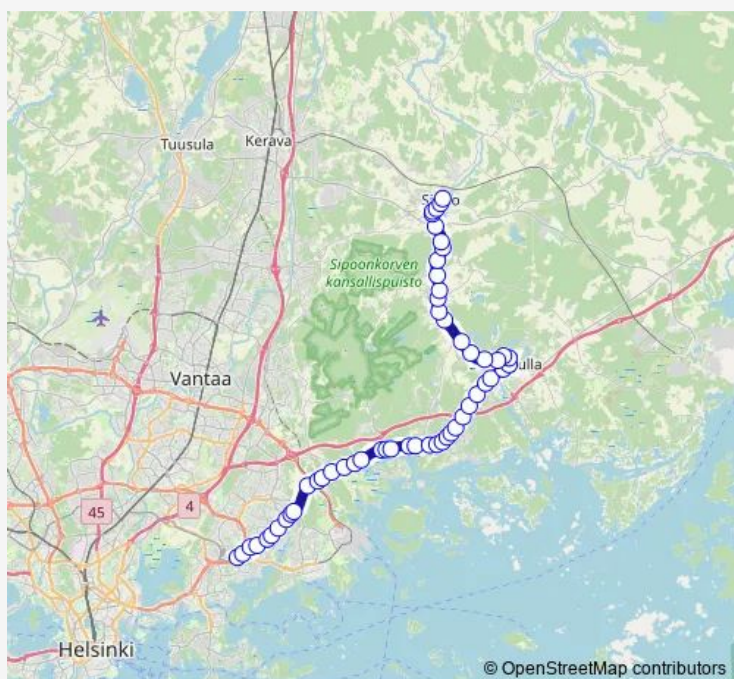 Tuusula
Kerava
Sipoonkorven
kansallispuisto
Vantaa
45
4
Helsinki
© OpenStreetMap contributors